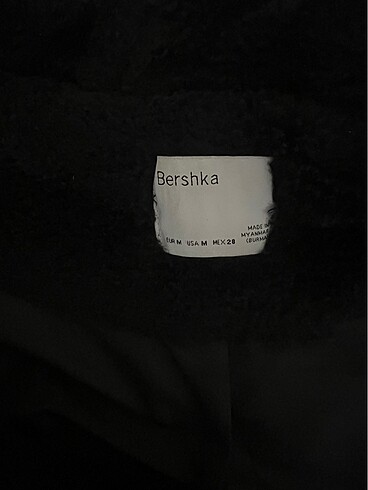 Bershka
MADE IN
MYANMAR
(BURMA
EUR M USA M MEX 28